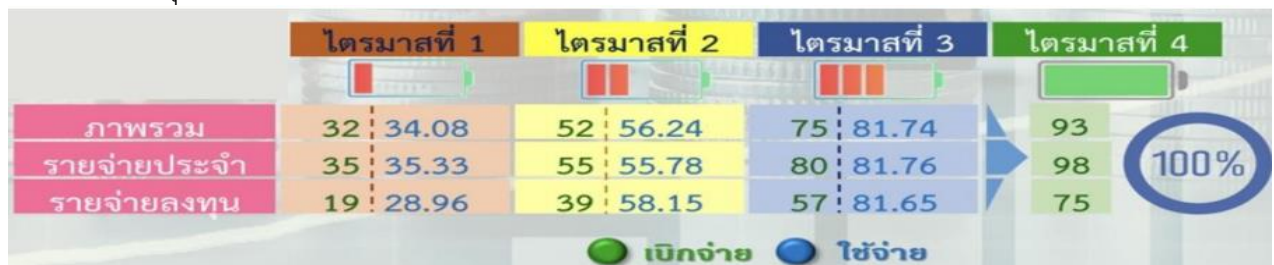 ไตรมาสที่ 1 ไตรมาสที่ 2 ไตรมาสที่ 3 ไตรมาสที่ 4
ภาพรวม 32 34.08 52 56.24 75 81.74 93
รายจ่ายประจำ 35 35.33 55 55.78 80 81.76 98 100%
รายจ่ายลงทุน 19 28.96 39 58.15 57 81.65 75
เบิกจ่าย ใช้จ่าย